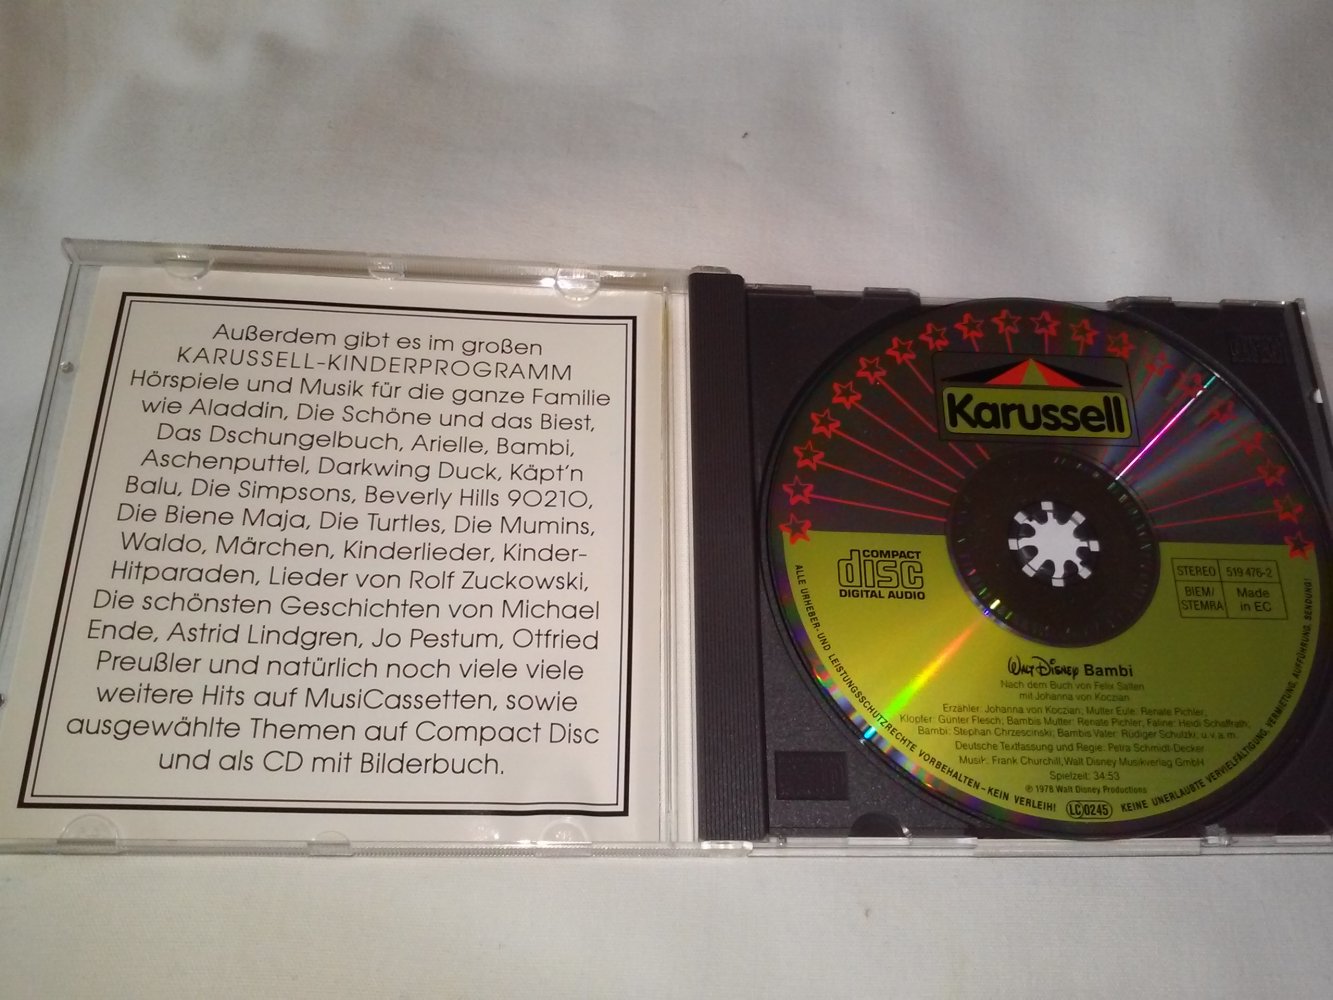 Außerdem gibt es im großen
KARUSSELL-KINDERPROGRAMM
Hörspiele und Musik für die ganze Familie
wie Aladdin, Die Schöne und das Biest,
Das Dschungelbuch, Arielle, Bambi,
Aschenputtel, Darkwing Duck, Käpt'n
Balu, Die Simpsons, Beverly Hills 90210,
Die Biene Maja, Die Turtles, Die Mumins,
Waldo, Märchen, Kinderlieder, Kinder-
Hitparaden, Lieder von Rolf Zuckowski,
Die schönsten Geschichten von Michael
Ende, Astrid Lindgren, Jo Pestum, Otfried
Preußler und natürlich noch viele viele
weitere Hits auf MusiCassetten, sowie
ausgewählte Themen auf Compact Disc
und als CD mit Bilderbuch.
Karussell
COMPACT
disc
DIGITAL AUDIO
STEREO 519 476-2
BIEM/
STEMRA
Made
in EC
WALT DISNEY Bambi
Nach dem Buch von Felix Salten
mit Johanna von Koczian
Erzähler: Johanna von Koczian; Mutter Eule: Renate Pichler;
Klopfer: Günter Flesch; Bambis Mutter: Renate Pichler; Faline: Heidi Schaffrath;
Bambi: Stephan Chrzescinski; Bambis Vater: Rüdiger Schulzki; u.v.a.m.
Deutsche Textfassung und Regie: Petra Schmidt-Decker
Musik: Frank Churchill, Walt Disney Musikverlag GmbH
Spielzeit: 34:53
℗ 1978 Walt Disney Productions
LC 0245
ALLE URHEBER- UND LEISTUNGSSCHUTZRECHTE VORBEHALTEN - KEIN VERLEIH! KEINE UNERLAUBTE VERVIELFÄLTIGUNG, VERMIETUNG, AUFFÜHRUNG, SENDUNG!